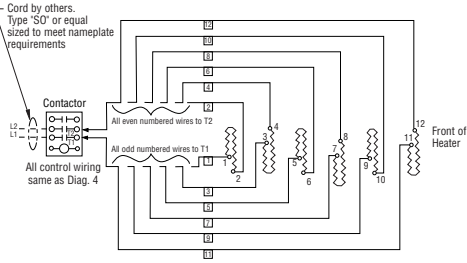 Cord by others.
Type "SO" or equal
sized to meet nameplate
requirements
12
10
8
6
4
2
Contactor
All even numbered wires to T2
L2
L1
T2
T1
All odd numbered wires to T1
All control wiring
same as Diag. 4
1
3
5
7
9
11
1
2
3
4
5
6
7
8
9
10
11
12
Front of
Heater